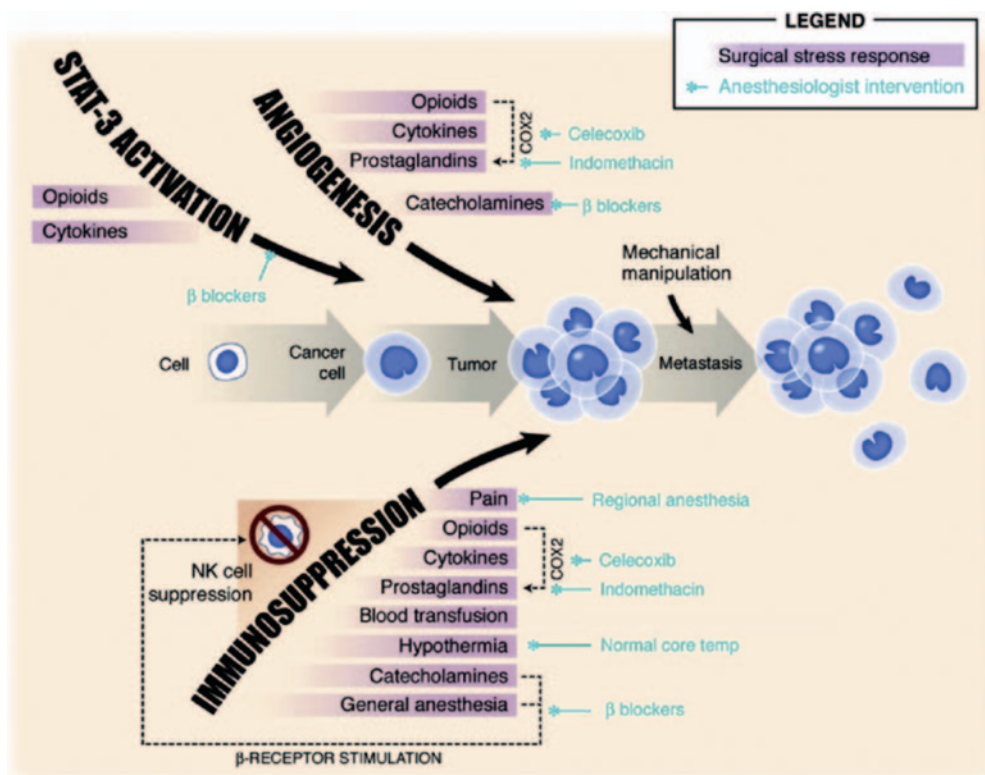 LEGEND
Surgical stress response
Anesthesiologist intervention
STAT-3 ACTIVATION
Opioids
Cytokines
β blockers
ANGIOGENESIS
Opioids
Cytokines
Prostaglandins
COX2
Celecoxib
Indomethacin
Catecholamines
β blockers
Mechanical
manipulation
Cell
Cancer
cell
Tumor
Metastasis
IMMUNOSUPPRESSION
NK cell
suppression
Pain
Regional anesthesia
Opioids
Cytokines
Prostaglandins
COX2
Celecoxib
Indomethacin
Blood transfusion
Hypothermia
Normal core temp
Catecholamines
General anesthesia
β blockers
β-RECEPTOR STIMULATION